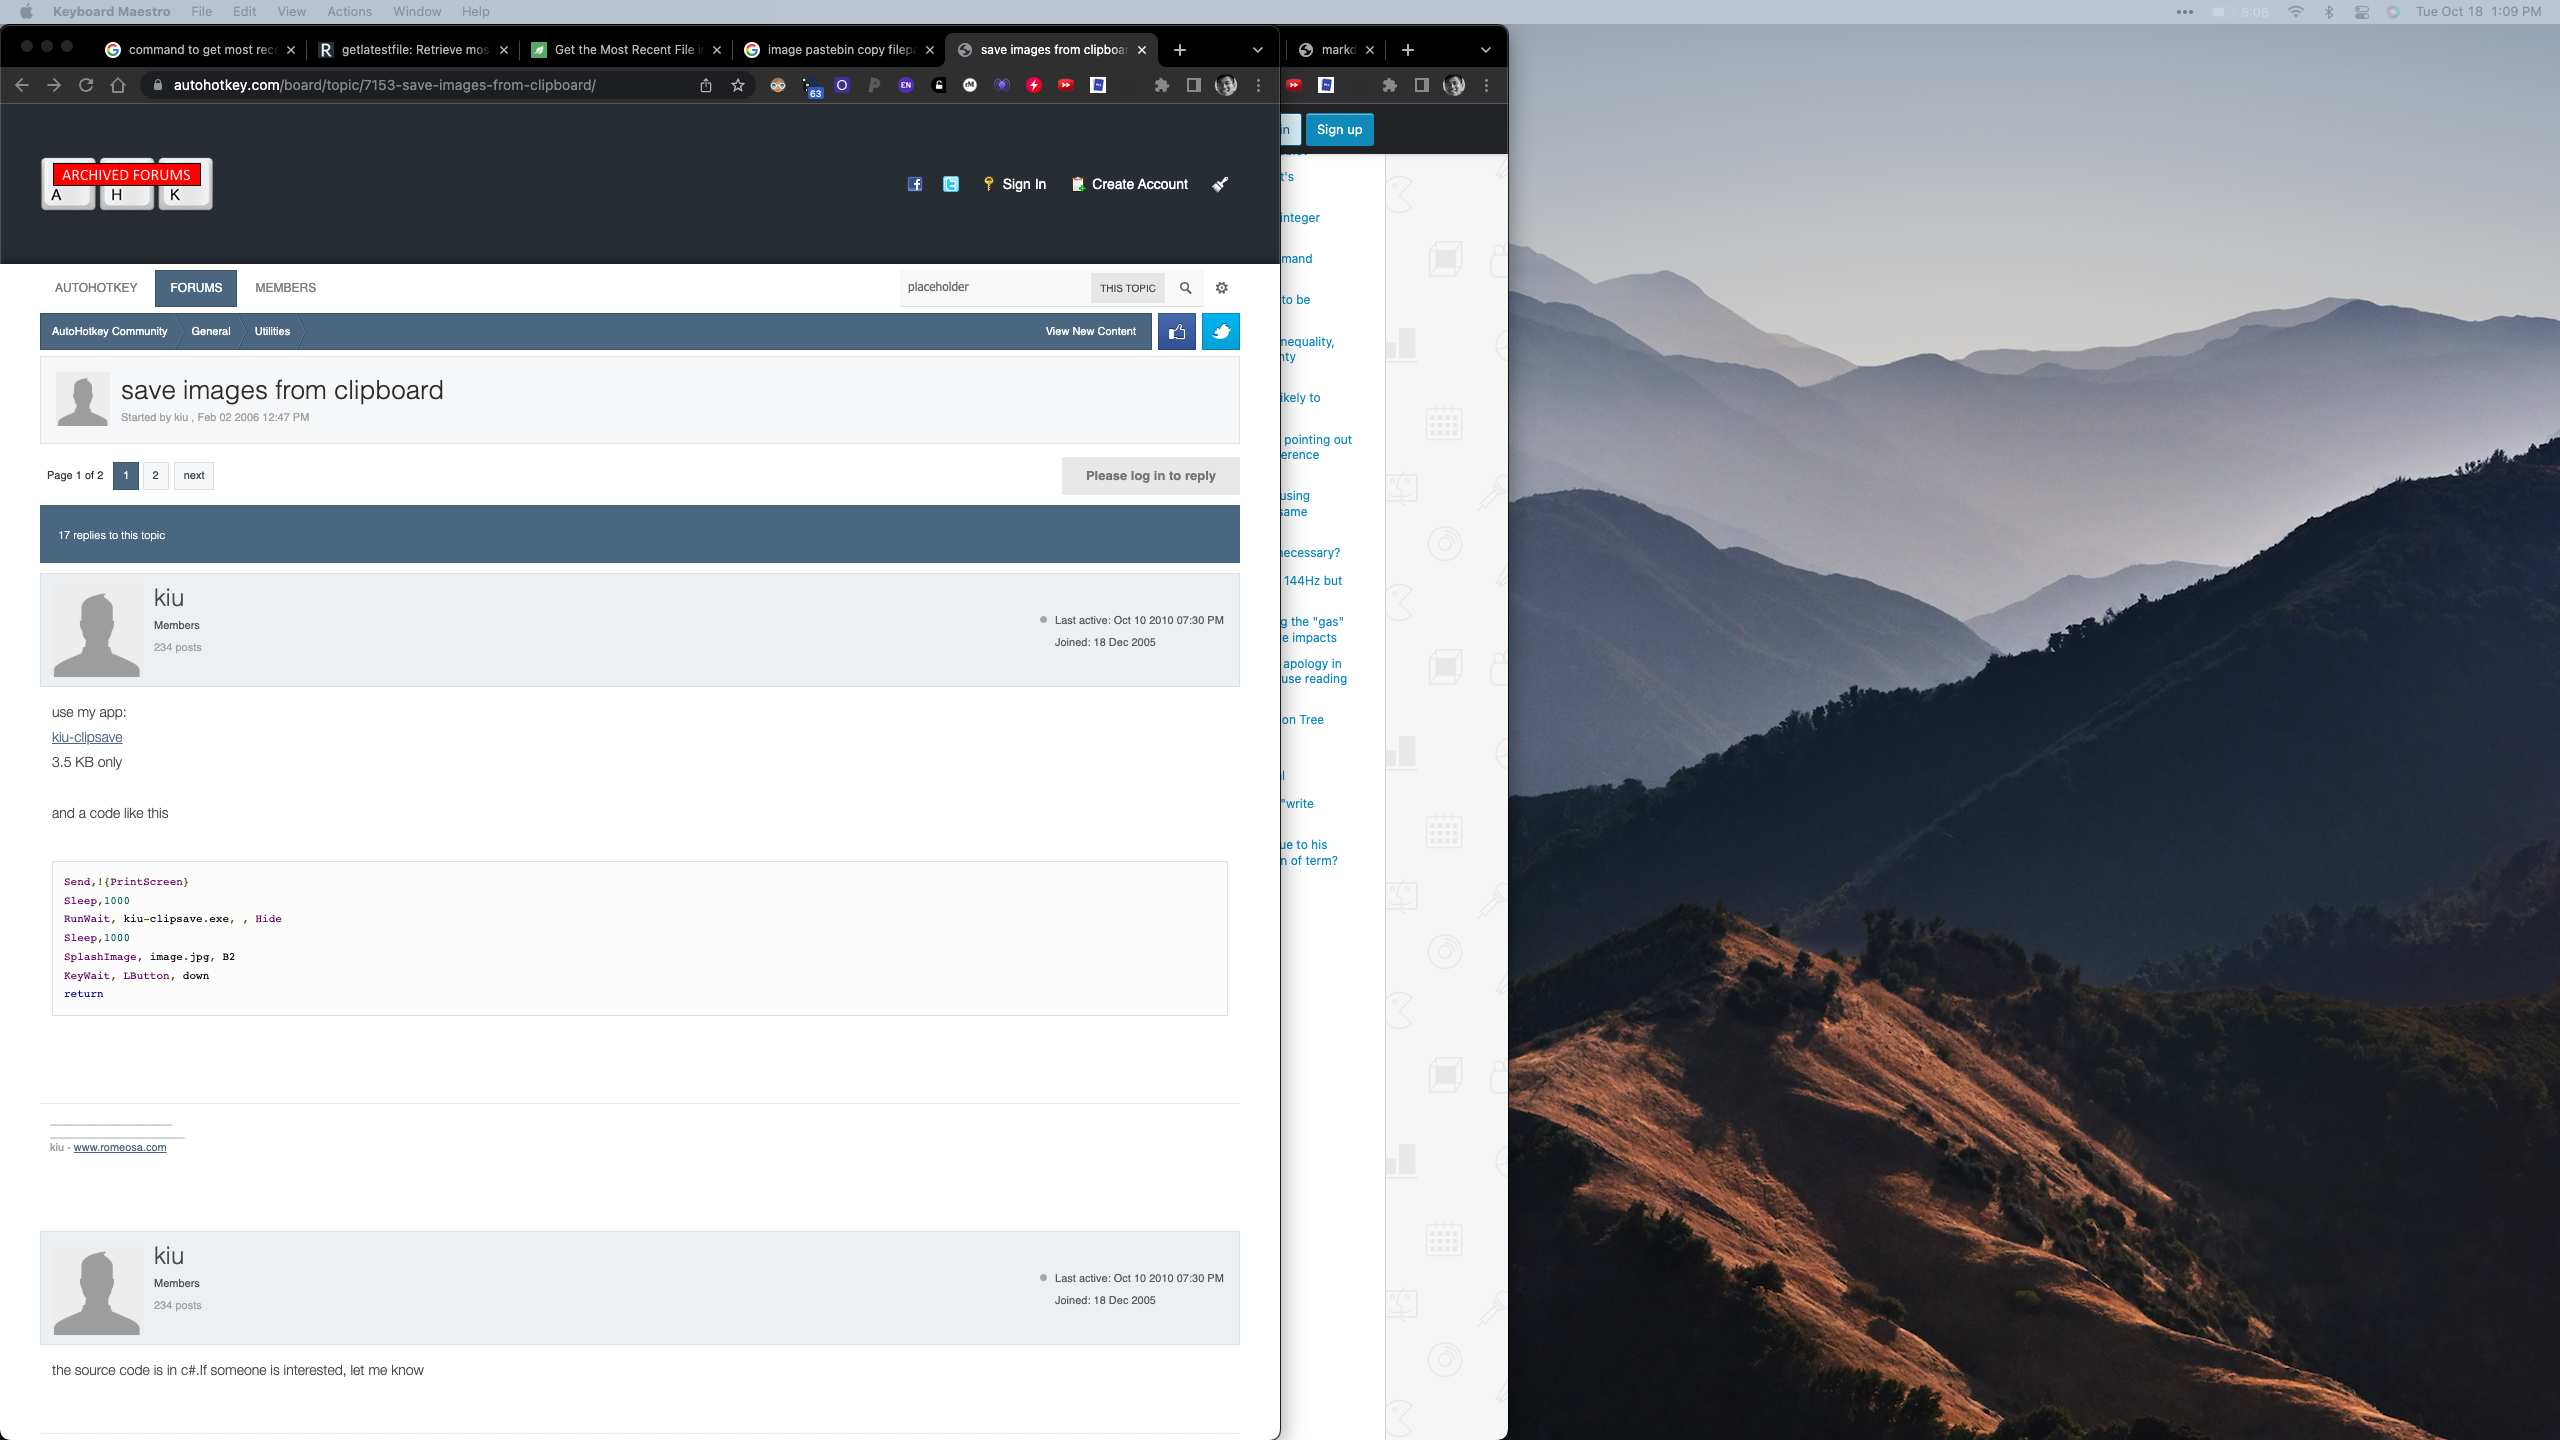 Keyboard Maestro File Edit View Actions Window Help
5:06 Tue Oct 18 1:09 PM
command to get most rece
getlatestfile: Retrieve mos
Get the Most Recent File i
image pastebin copy filepa
save images from clipboar
markd
autohotkey.com/board/topic/7153-save-images-from-clipboard/
63
EN
in
Sign up
ARCHIVED FORUMS
A H K
Sign In
Create Account
AUTOHOTKEY FORUMS MEMBERS
placeholder
THIS TOPIC
AutoHotkey Community General Utilities
View New Content
save images from clipboard
Started by kiu , Feb 02 2006 12:47 PM
Page 1 of 2 1 2 next
Please log in to reply
17 replies to this topic
kiu
Members
234 posts
Last active: Oct 10 2010 07:30 PM
Joined: 18 Dec 2005
use my app:
kiu-clipsave
3.5 KB only
and a code like this
Send,!{PrintScreen}
Sleep,1000
RunWait, kiu-clipsave.exe, , Hide
Sleep,1000
SplashImage, image.jpg, B2
KeyWait, LButton, down
return
kiu - www.romeosa.com
kiu
Members
234 posts
Last active: Oct 10 2010 07:30 PM
Joined: 18 Dec 2005
the source code is in c#.If someone is interested, let me know
t's
integer
mand
to be
nequality,
nty
ikely to
pointing out
erence
using
same
necessary?
144Hz but
g the "gas"
e impacts
apology in
use reading
on Tree
l
"write
ue to his
n of term?